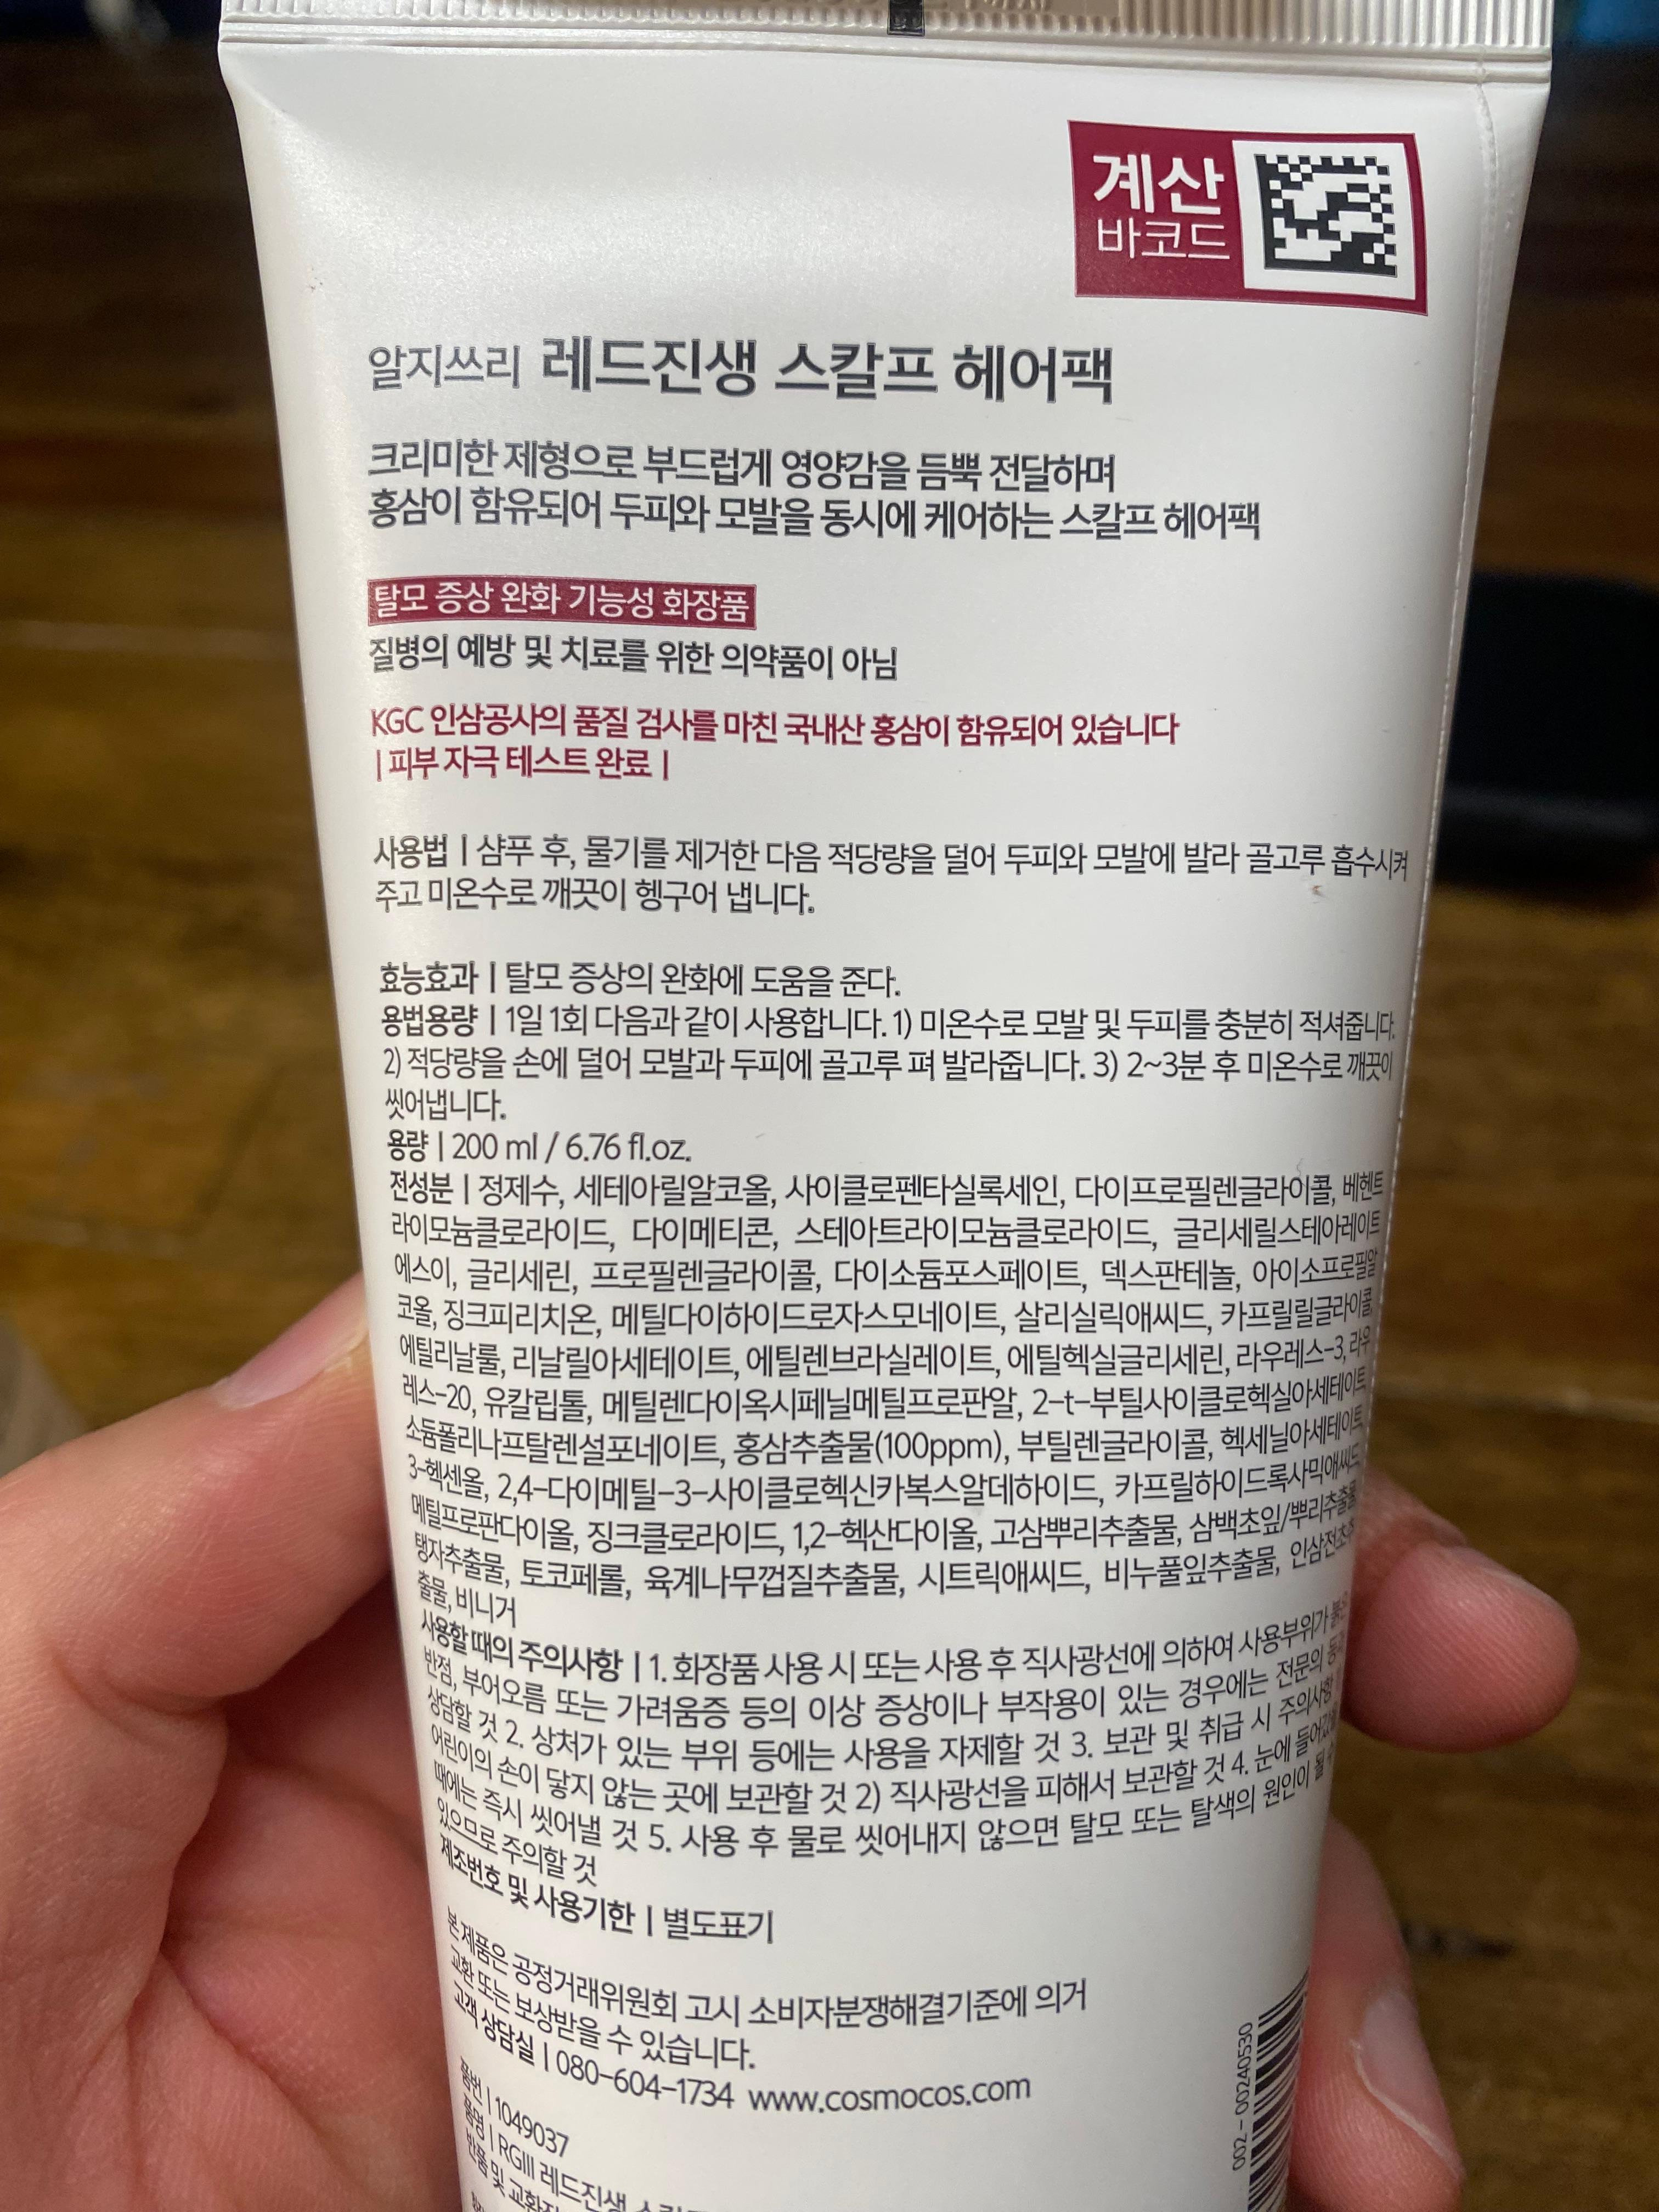 계산
바코드
알지쓰리 레드진생 스칼프 헤어팩
크리미한 제형으로 부드럽게 영양감을 듬뿍 전달하며
홍삼이 함유되어 두피와 모발을 동시에 케어하는 스칼프 헤어팩
탈모 증상 완화 기능성 화장품
질병의 예방 및 치료를 위한 의약품이 아님
KGC 인삼공사의 품질 검사를 마친 국내산 홍삼이 함유되어 있습니다
| 피부 자극 테스트 완료 |
사용법 | 샴푸 후, 물기를 제거한 다음 적당량을 덜어 두피와 모발에 발라 골고루 흡수시켜
주고 미온수로 깨끗이 헹구어 냅니다.
효능효과 | 탈모 증상의 완화에 도움을 준다.
용법용량 | 1일 1회 다음과 같이 사용합니다. 1) 미온수로 모발 및 두피를 충분히 적셔줍니다.
2) 적당량을 손에 덜어 모발과 두피에 골고루 펴 발라줍니다. 3) 2~3분 후 미온수로 깨끗이
씻어냅니다.
용량 | 200 ml / 6.76 fl.oz.
전성분 | 정제수, 세테아릴알코올, 사이클로펜타실록세인, 다이프로필렌글라이콜, 베헨트
라이모늄클로라이드, 다이메티콘, 스테아트라이모늄클로라이드, 글리세릴스테아레이트
에스이, 글리세린, 프로필렌글라이콜, 다이소듐포스페이트, 덱스판테놀, 아이소프로필알
코올, 징크피리치온, 메틸다이하이드로자스모네이트, 살리실릭애씨드, 카프릴릴글라이콜,
에틸리날룰, 리날릴아세테이트, 에틸렌브라실레이트, 에틸헥실글리세린, 라우레스-3, 라우
레스-20, 유칼립톨, 메틸렌다이옥시페닐메틸프로판알, 2-t-부틸사이클로헥실아세테이트,
소듐폴리나프탈렌설포네이트, 홍삼추출물(100ppm), 부틸렌글라이콜, 헥세닐아세테이트,
3-헥센올, 2,4-다이메틸-3-사이클로헥신카복스알데하이드, 카프릴하이드록사믹애씨드,
메틸프로판다이올, 징크클로라이드, 1,2-헥산다이올, 고삼뿌리추출물, 삼백초잎/뿌리추출물,
탱자추출물, 토코페롤, 육계나무껍질추출물, 시트릭애씨드, 비누풀잎추출물, 인삼전초추
출물, 비니거
사용할 때의 주의사항 | 1. 화장품 사용 시 또는 사용 후 직사광선에 의하여 사용부위가 붉은
반점, 부어오름 또는 가려움증 등의 이상 증상이나 부작용이 있는 경우에는 전문의 등과
상담할 것 2. 상처가 있는 부위 등에는 사용을 자제할 것 3. 보관 및 취급 시 주의사항
어린이의 손이 닿지 않는 곳에 보관할 것 2) 직사광선을 피해서 보관할 것 4. 눈에 들어갔을
때에는 즉시 씻어낼 것 5. 사용 후 물로 씻어내지 않으면 탈모 또는 탈색의 원인이 될 수
있으므로 주의할 것
제조번호 및 사용기한 | 별도표기
본 제품은 공정거래위원회 고시 소비자분쟁해결기준에 의거
교환 또는 보상받을 수 있습니다.
고객 상담실 | 080-604-1734 www.cosmocos.com
품번 | 1049037
품명 | RGIII 레드진생
반품 및 교환
002-00240530